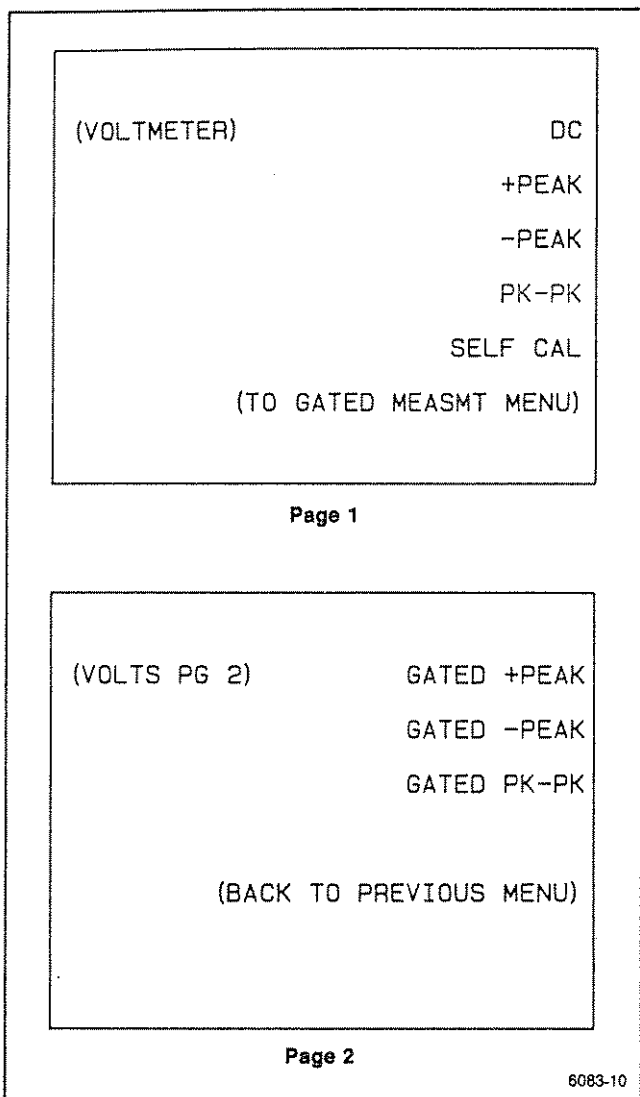 (VOLTMETER) DC
+PEAK
-PEAK
PK-PK
SELF CAL
(TO GATED MEASMT MENU)
Page 1
(VOLTS PG 2) GATED +PEAK
GATED -PEAK
GATED PK-PK
(BACK TO PREVIOUS MENU)
Page 2
6083-10